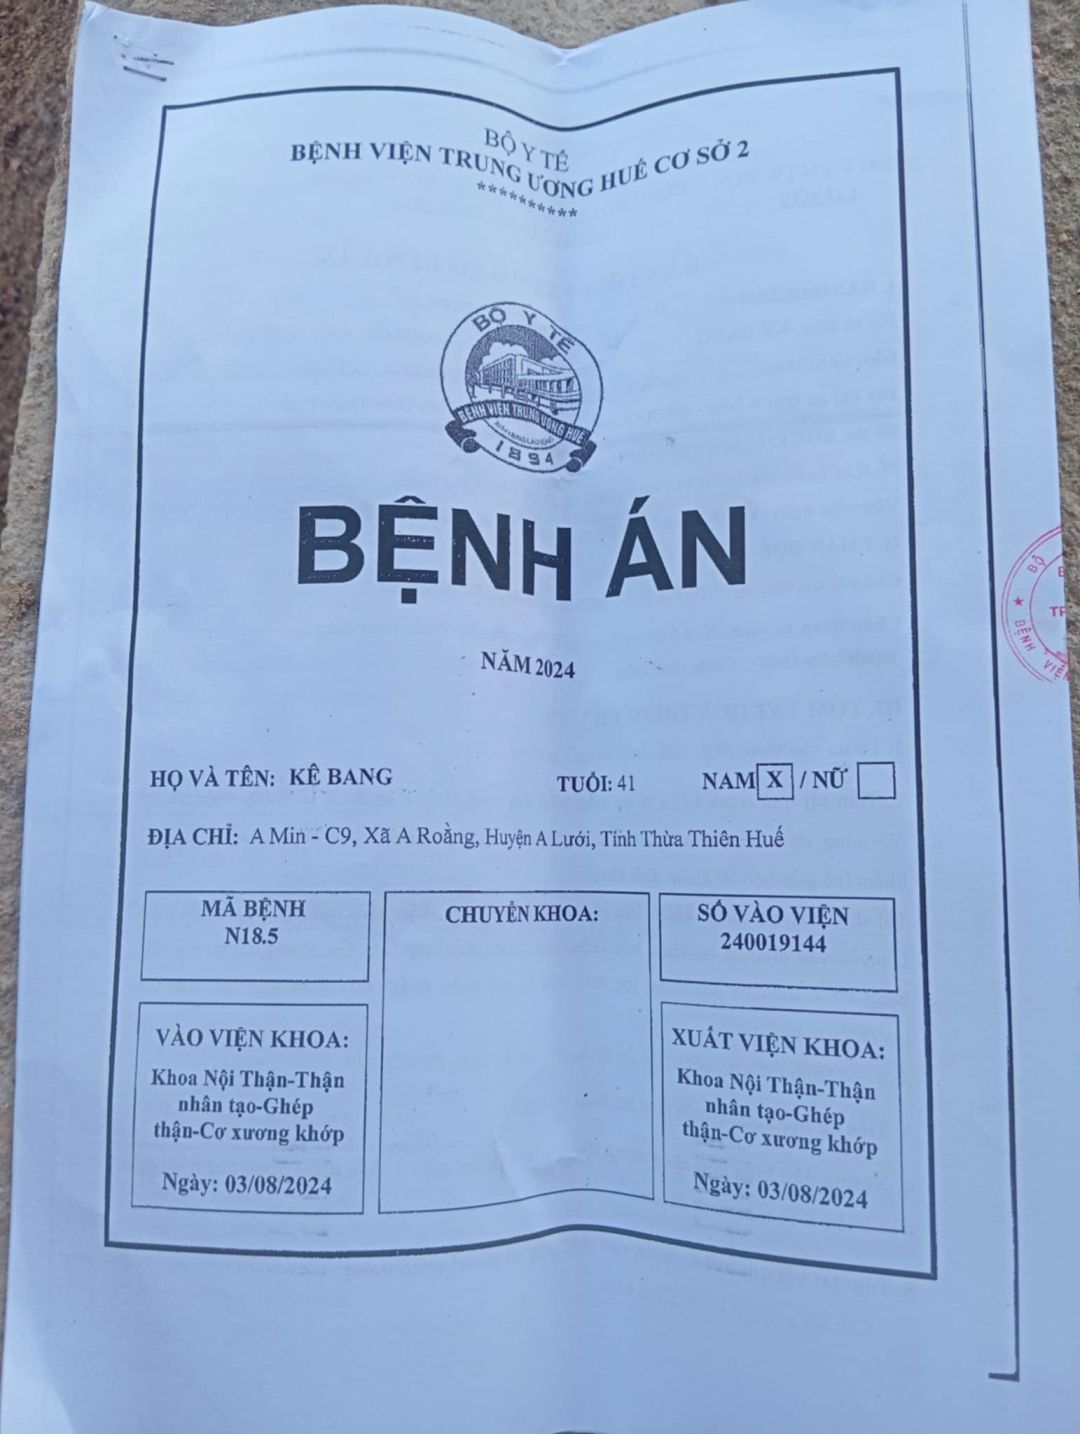 BỘ Y TẾ
BỆNH VIỆN TRUNG ƯƠNG HUẾ CƠ SỞ 2
**********
BỘ Y TẾ
BỆNH VIỆN TRUNG ƯƠNG HUẾ
1894
BỆNH ÁN
NĂM 2024
HỌ VÀ TÊN: KÊ BANG TUỔI: 41 NAM X / NỮ
ĐỊA CHỈ: A Min - C9, Xã A Roằng, Huyện A Lưới, Tỉnh Thừa Thiên Huế
MÃ BỆNH
N18.5
CHUYÊN KHOA:
SỐ VÀO VIỆN
240019144
VÀO VIỆN KHOA:
Khoa Nội Thận-Thận
nhân tạo-Ghép
thận-Cơ xương khớp
Ngày: 03/08/2024
XUẤT VIỆN KHOA:
Khoa Nội Thận-Thận
nhân tạo-Ghép
thận-Cơ xương khớp
Ngày: 03/08/2024
BỘ
BỆNH VIỆN